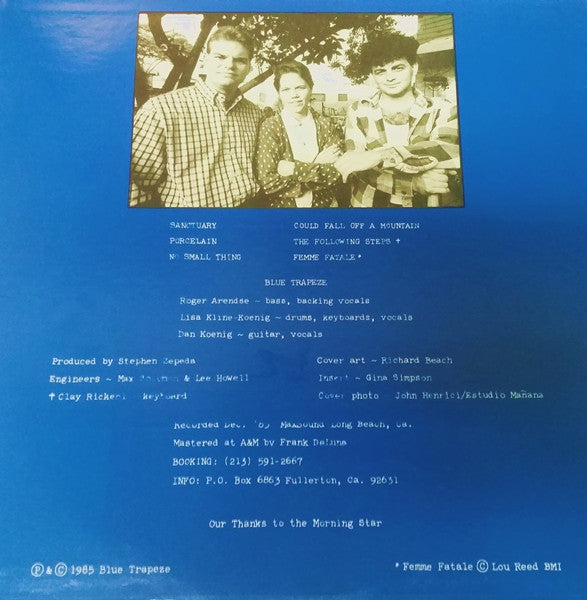 SANCTUARY COULD FALL OFF A MOUNTAIN
PORCELAIN THE FOLLOWING STEPS †
NO SMALL THING FEMME FATALE *
BLUE TRAPEZE
Roger Arendse ~ bass, backing vocals
Lisa Kline-Koenig ~ drums, keyboards, vocals
Dan Koenig ~ guitar, vocals
Produced by Stephen Zepeda Cover art ~ Richard Beach
Engineers ~ Max & Lee Howell Insert ~ Gina Simpson
† Clay keyboard Cover photo John Henrici/Estudio Mañana
Recorded Dec. '85 Maxsound Long Beach, Ca.
Mastered at A&M by Frank DeLuna
BOOKING: (213) 591-2667
INFO: P.O. Box 6863 Fullerton, Ca. 92631
Our Thanks to the Morning Star
Ⓟ & © 1985 Blue Trapeze * Femme Fatale © Lou Reed BMI